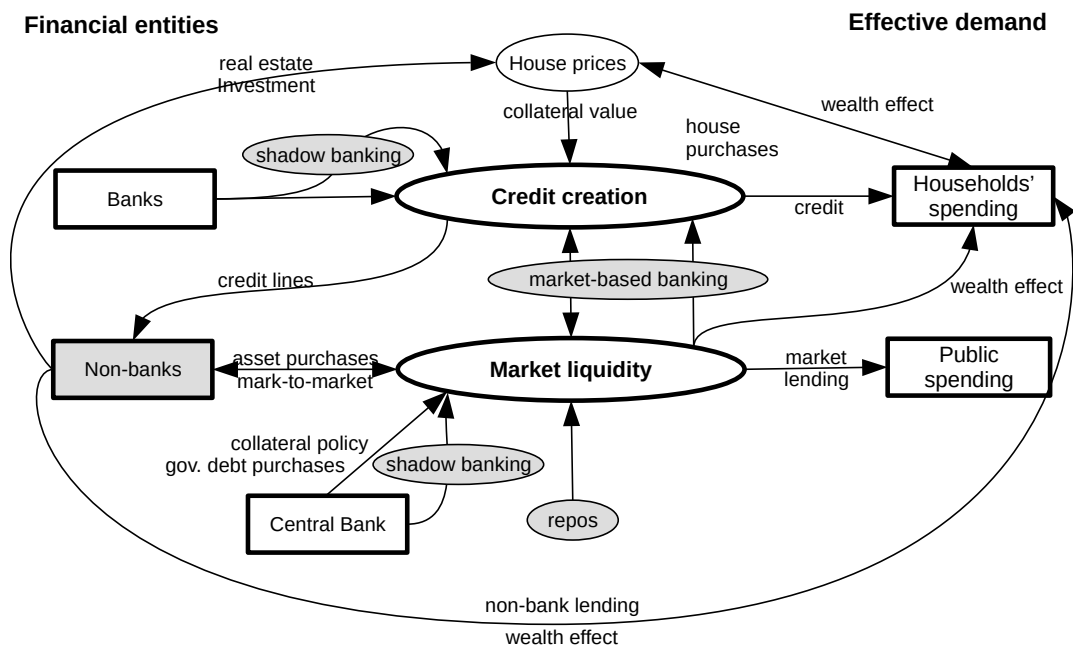 Financial entities
Effective demand
real estate
Investment
House prices
collateral value
wealth effect
house
purchases
shadow banking
Banks
Credit creation
credit
Households’
spending
credit lines
market-based banking
wealth effect
Non-banks
asset purchases
mark-to-market
Market liquidity
market
lending
Public
spending
collateral policy
gov. debt purchases
shadow banking
Central Bank
repos
non-bank lending
wealth effect